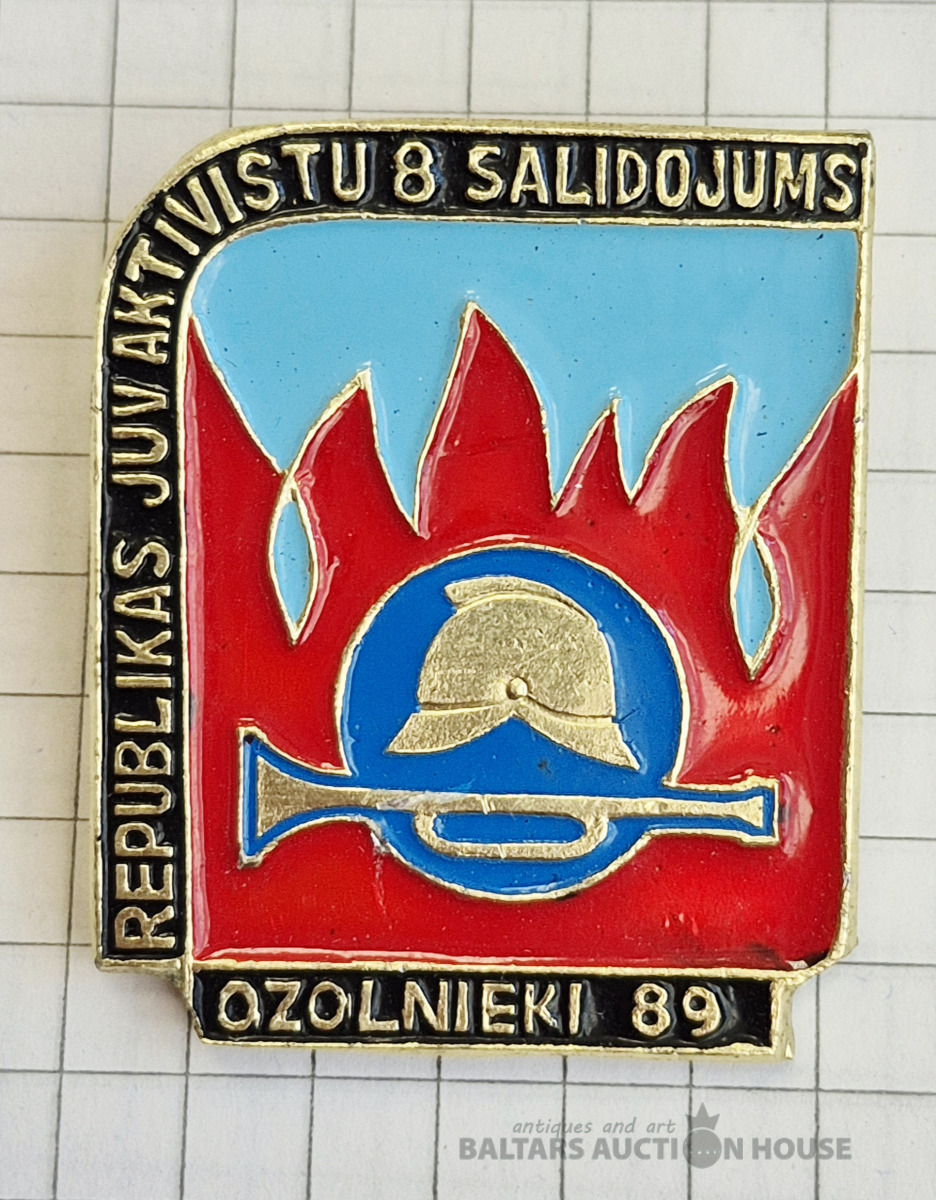 REPUBLIKAS JUV AKTIVISTU 8 SALIDOJUMS
OZOLNIEKI 89
antiques and art
BALTARS AUCTION HOUSE